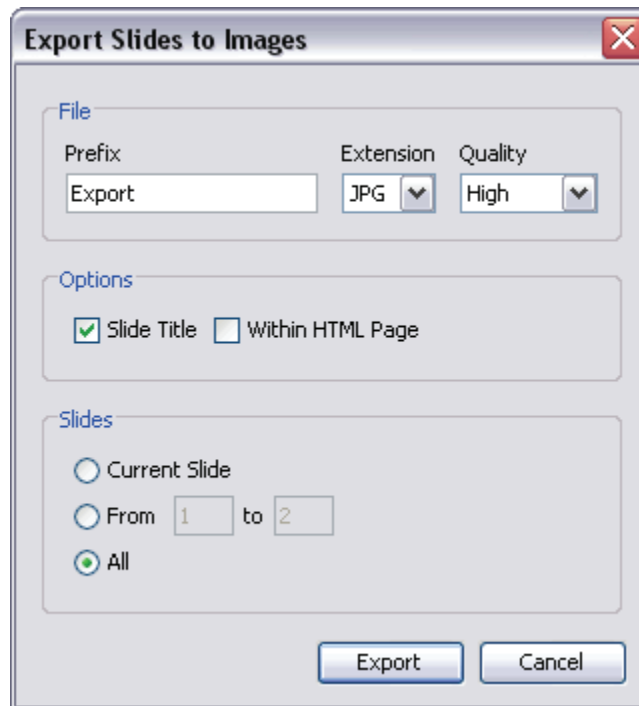 Export Slides to Images
File
Prefix Extension Quality
Export JPG High
Options
Slide Title Within HTML Page
Slides
Current Slide
From 1 to 2
All
Export Cancel